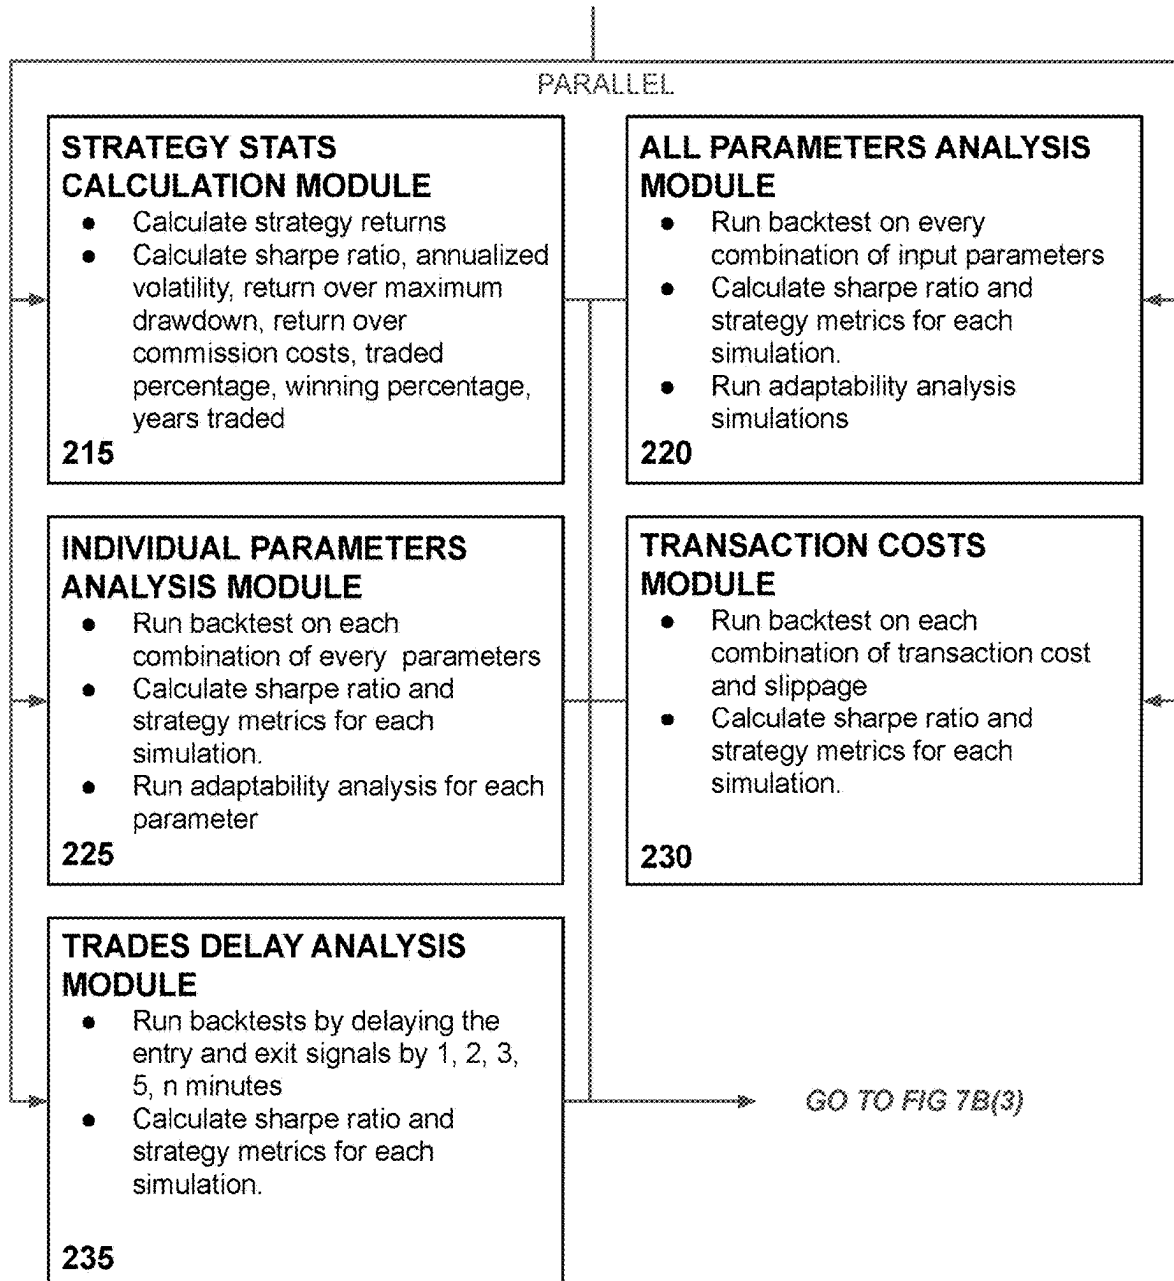 PARALLEL
STRATEGY STATS
CALCULATION MODULE
● Calculate strategy returns
● Calculate sharpe ratio, annualized
volatility, return over maximum
drawdown, return over
commission costs, traded
percentage, winning percentage,
years traded
215
ALL PARAMETERS ANALYSIS
MODULE
● Run backtest on every
combination of input parameters
● Calculate sharpe ratio and
strategy metrics for each
simulation.
● Run adaptability analysis
simulations
220
INDIVIDUAL PARAMETERS
ANALYSIS MODULE
● Run backtest on each
combination of every parameters
● Calculate sharpe ratio and
strategy metrics for each
simulation.
● Run adaptability analysis for each
parameter
225
TRANSACTION COSTS
MODULE
● Run backtest on each
combination of transaction cost
and slippage
● Calculate sharpe ratio and
strategy metrics for each
simulation.
230
TRADES DELAY ANALYSIS
MODULE
● Run backtests by delaying the
entry and exit signals by 1, 2, 3,
5, n minutes
● Calculate sharpe ratio and
strategy metrics for each
simulation.
235
GO TO FIG 7B(3)